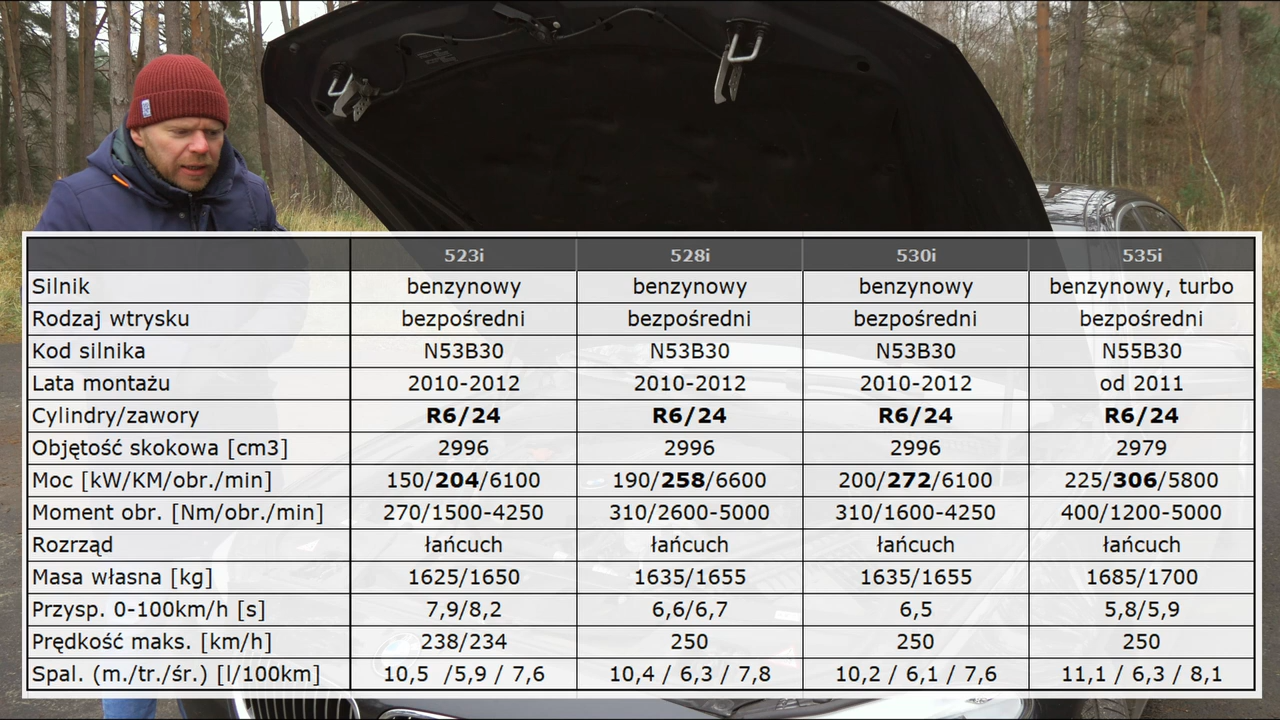 523i 528i 530i 535i
Silnik benzynowy benzynowy benzynowy benzynowy, turbo
Rodzaj wtrysku bezpośredni bezpośredni bezpośredni bezpośredni
Kod silnika N53B30 N53B30 N53B30 N55B30
Lata montażu 2010-2012 2010-2012 2010-2012 od 2011
Cylindry/zawory R6/24 R6/24 R6/24 R6/24
Objętość skokowa [cm3] 2996 2996 2996 2979
Moc [kW/KM/obr./min] 150/204/6100 190/258/6600 200/272/6100 225/306/5800
Moment obr. [Nm/obr./min] 270/1500-4250 310/2600-5000 310/1600-4250 400/1200-5000
Rozrząd łańcuch łańcuch łańcuch łańcuch
Masa własna [kg] 1625/1650 1635/1655 1635/1655 1685/1700
Przysp. 0-100km/h [s] 7,9/8,2 6,6/6,7 6,5 5,8/5,9
Prędkość maks. [km/h] 238/234 250 250 250
Spal. (m./tr./śr.) [l/100km] 10,5 /5,9 / 7,6 10,4 / 6,3 / 7,8 10,2 / 6,1 / 7,6 11,1 / 6,3 / 8,1